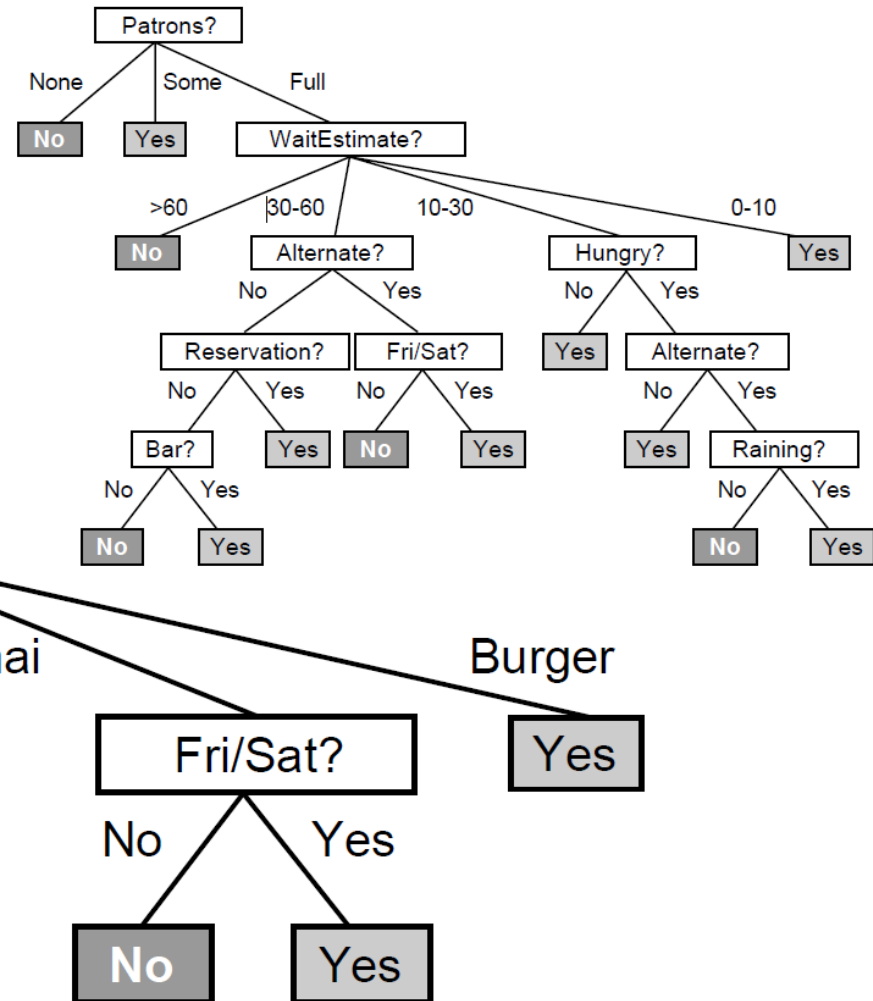 Patrons?
None Some Full
No Yes WaitEstimate?
>60 30-60 10-30 0-10
No Alternate? Hungry? Yes
No Yes No Yes
Reservation? Fri/Sat? Yes Alternate?
No Yes No Yes No Yes
Bar? Yes No Yes Yes Raining?
No Yes No Yes
No Yes No Yes
ai Burger
Fri/Sat? Yes
No Yes
No Yes